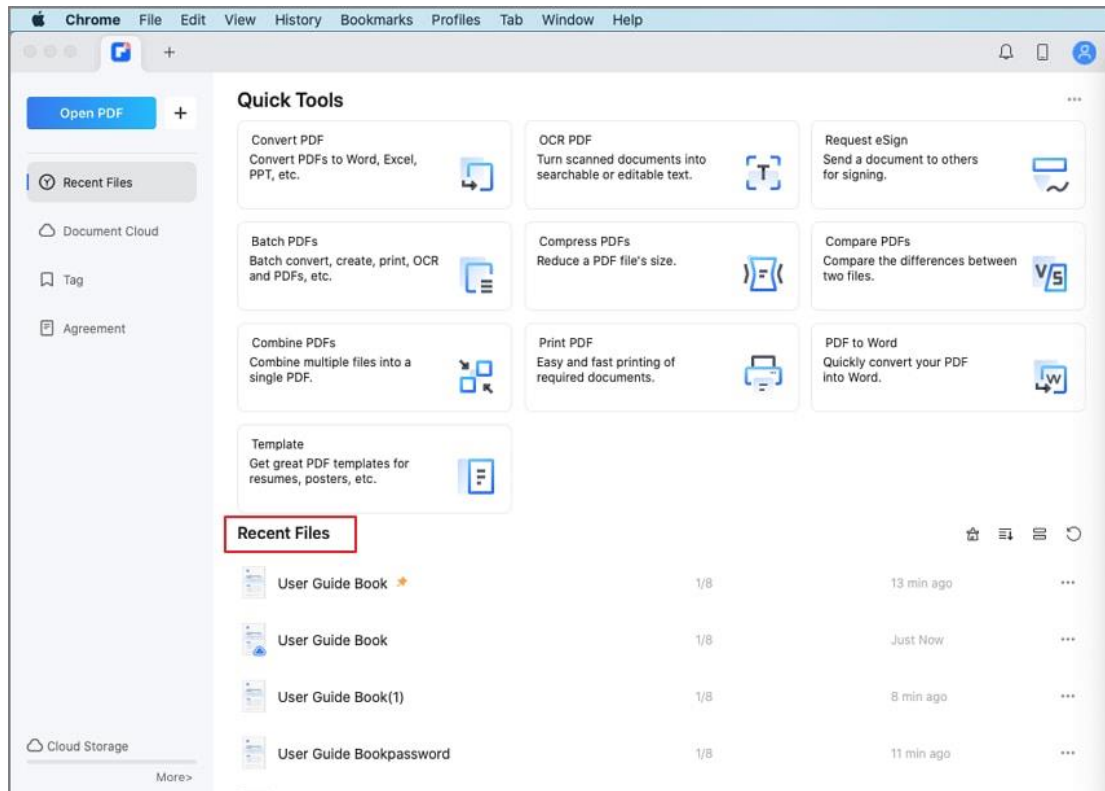 Chrome File Edit View History Bookmarks Profiles Tab Window Help
Open PDF
Recent Files
Document Cloud
Tag
Agreement
Cloud Storage
More>
Quick Tools
Convert PDF
Convert PDFs to Word, Excel,
PPT, etc.
OCR PDF
Turn scanned documents into
searchable or editable text.
Request eSign
Send a document to others
for signing.
Batch PDFs
Batch convert, create, print, OCR
and PDFs, etc.
Compress PDFs
Reduce a PDF file's size.
Compare PDFs
Compare the differences between
two files.
Combine PDFs
Combine multiple files into a
single PDF.
Print PDF
Easy and fast printing of
required documents.
PDF to Word
Quickly convert your PDF
into Word.
Template
Get great PDF templates for
resumes, posters, etc.
Recent Files
User Guide Book 1/8 13 min ago
User Guide Book 1/8 Just Now
User Guide Book(1) 1/8 8 min ago
User Guide Bookpassword 1/8 11 min ago